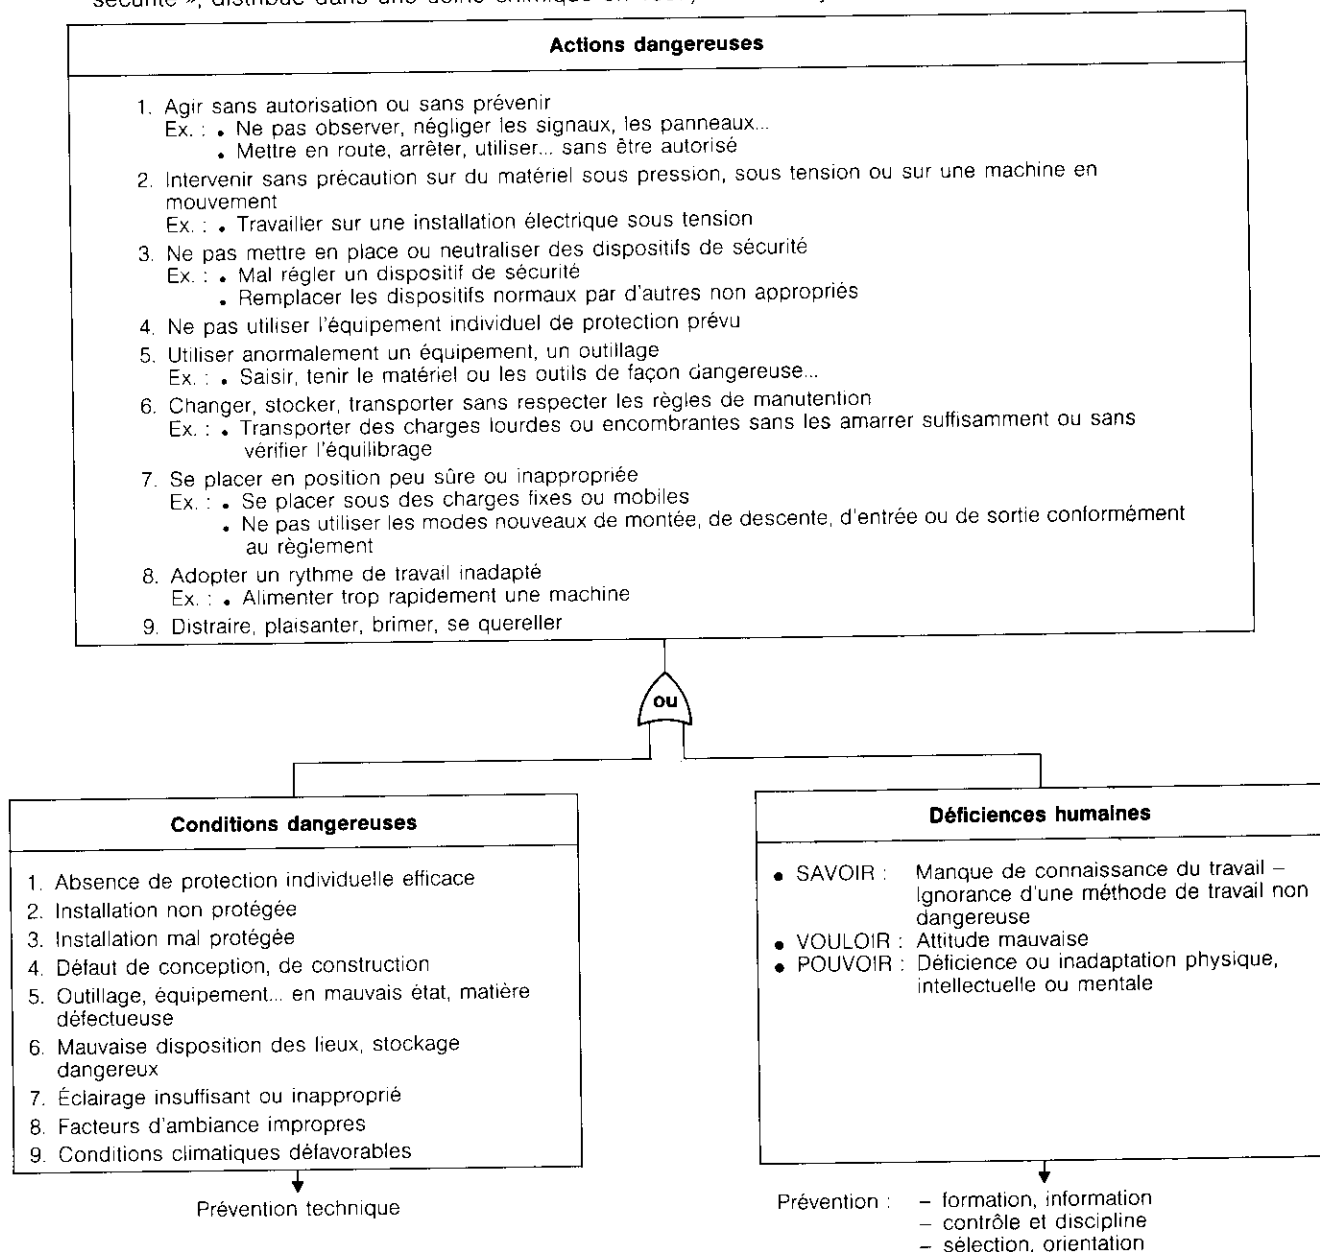 sécurité », distribué dans une usine chimique en
Actions dangereuses
1. Agir sans autorisation ou sans prévenir
Ex. : • Ne pas observer, négliger les signaux, les panneaux...
• Mettre en route, arrêter, utiliser... sans être autorisé
2. Intervenir sans précaution sur du matériel sous pression, sous tension ou sur une machine en
mouvement
Ex. : • Travailler sur une installation électrique sous tension
3. Ne pas mettre en place ou neutraliser des dispositifs de sécurité
Ex. : • Mal régler un dispositif de sécurité
• Remplacer les dispositifs normaux par d'autres non appropriés
4. Ne pas utiliser l'équipement individuel de protection prévu
5. Utiliser anormalement un équipement, un outillage
Ex. : • Saisir, tenir le matériel ou les outils de façon dangereuse...
6. Changer, stocker, transporter sans respecter les règles de manutention
Ex. : • Transporter des charges lourdes ou encombrantes sans les amarrer suffisamment ou sans
vérifier l'équilibrage
7. Se placer en position peu sûre ou inappropriée
Ex. : • Se placer sous des charges fixes ou mobiles
• Ne pas utiliser les modes nouveaux de montée, de descente, d'entrée ou de sortie conformément
au règlement
8. Adopter un rythme de travail inadapté
Ex. : • Alimenter trop rapidement une machine
9. Distraire, plaisanter, brimer, se quereller
ou
Conditions dangereuses
1. Absence de protection individuelle efficace
2. Installation non protégée
3. Installation mal protégée
4. Défaut de conception, de construction
5. Outillage, équipement... en mauvais état, matière
défectueuse
6. Mauvaise disposition des lieux, stockage
dangereux
7. Éclairage insuffisant ou inapproprié
8. Facteurs d'ambiance impropres
9. Conditions climatiques défavorables
Prévention technique
Déficiences humaines
• SAVOIR : Manque de connaissance du travail –
Ignorance d'une méthode de travail non
dangereuse
• VOULOIR : Attitude mauvaise
• POUVOIR : Déficience ou inadaptation physique,
intellectuelle ou mentale
Prévention : – formation, information
– contrôle et discipline
– sélection, orientation